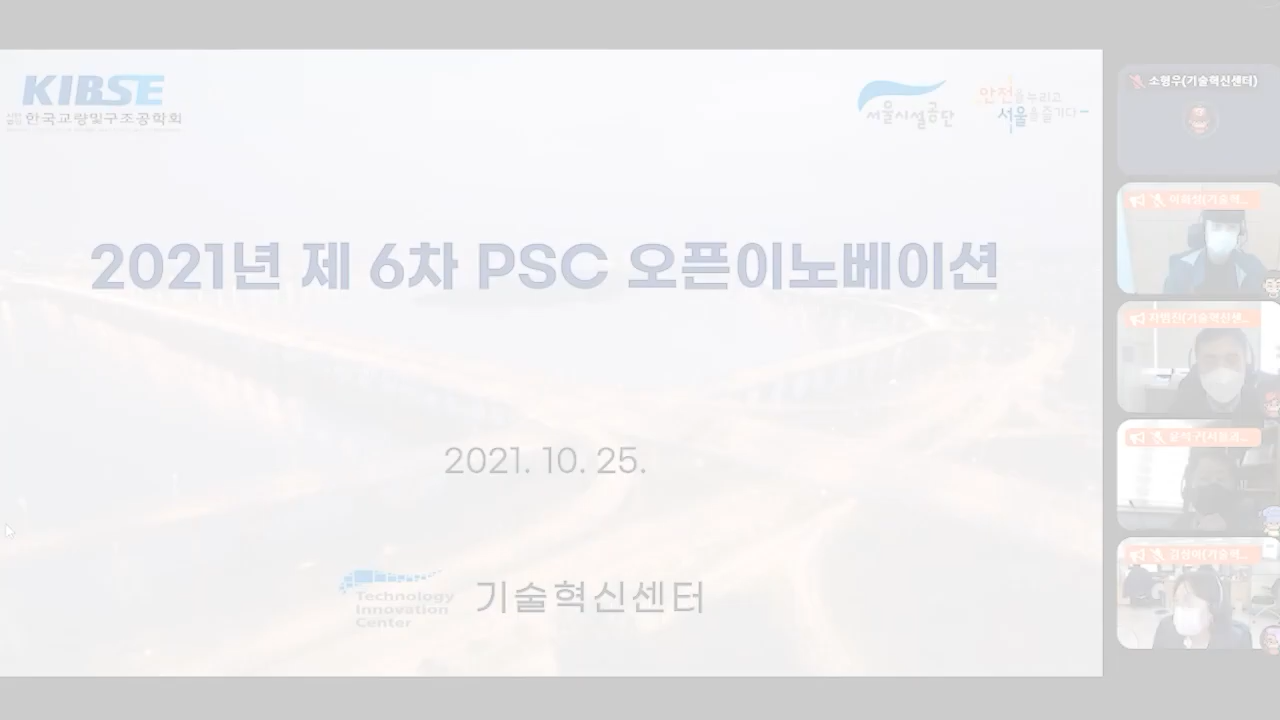 KIBSE
한국교량및구조공학회
서울시설공단
안전을 누리고
서울을 즐기다
2021년 제 6차 PSC 오픈이노베이션
2021. 10. 25.
Technology
Innovation
Center
기술혁신센터
소형우(기술혁신센터)